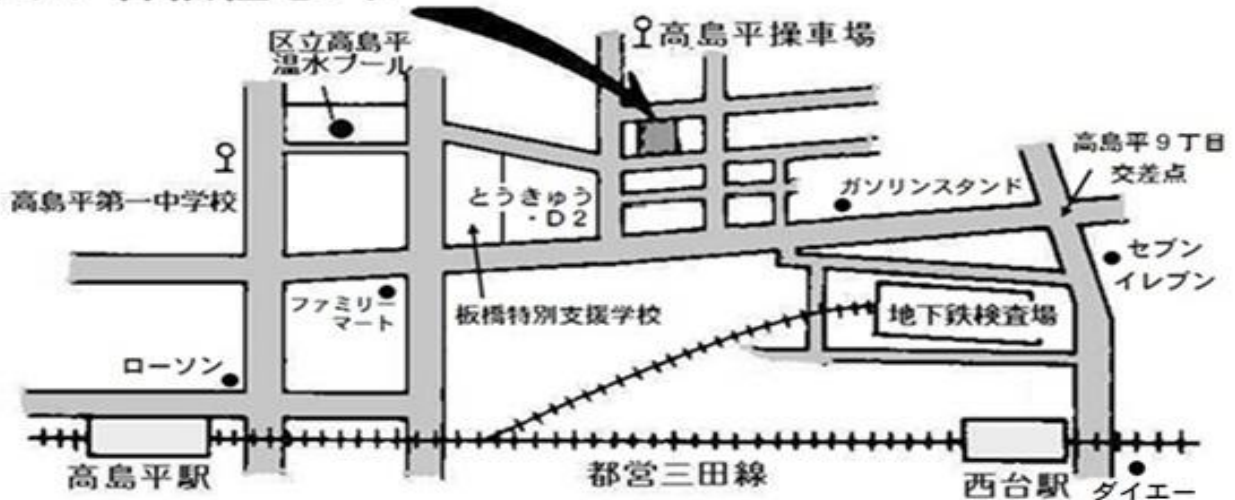 高島平操車場
区立高島平
温水プール
高島平9丁目
交差点
ガソリンスタンド
高島平第一中学校
とうきゅう
・D2
セブン
イレブン
ファミリー
マート
板橋特別支援学校
地下鉄検査場
ローソン
高島平駅
都営三田線
西台駅
ダイエー